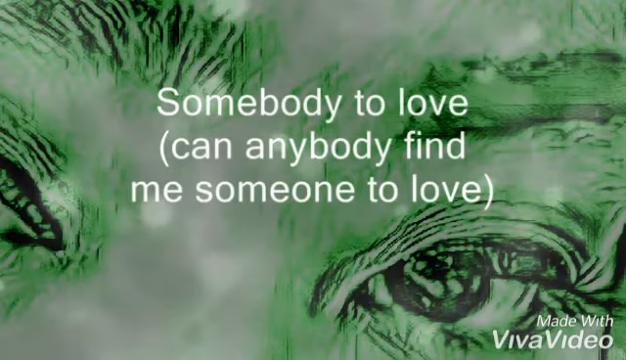 Somebody to love
(can anybody find
me someone to love)
Made With
VivaVideo